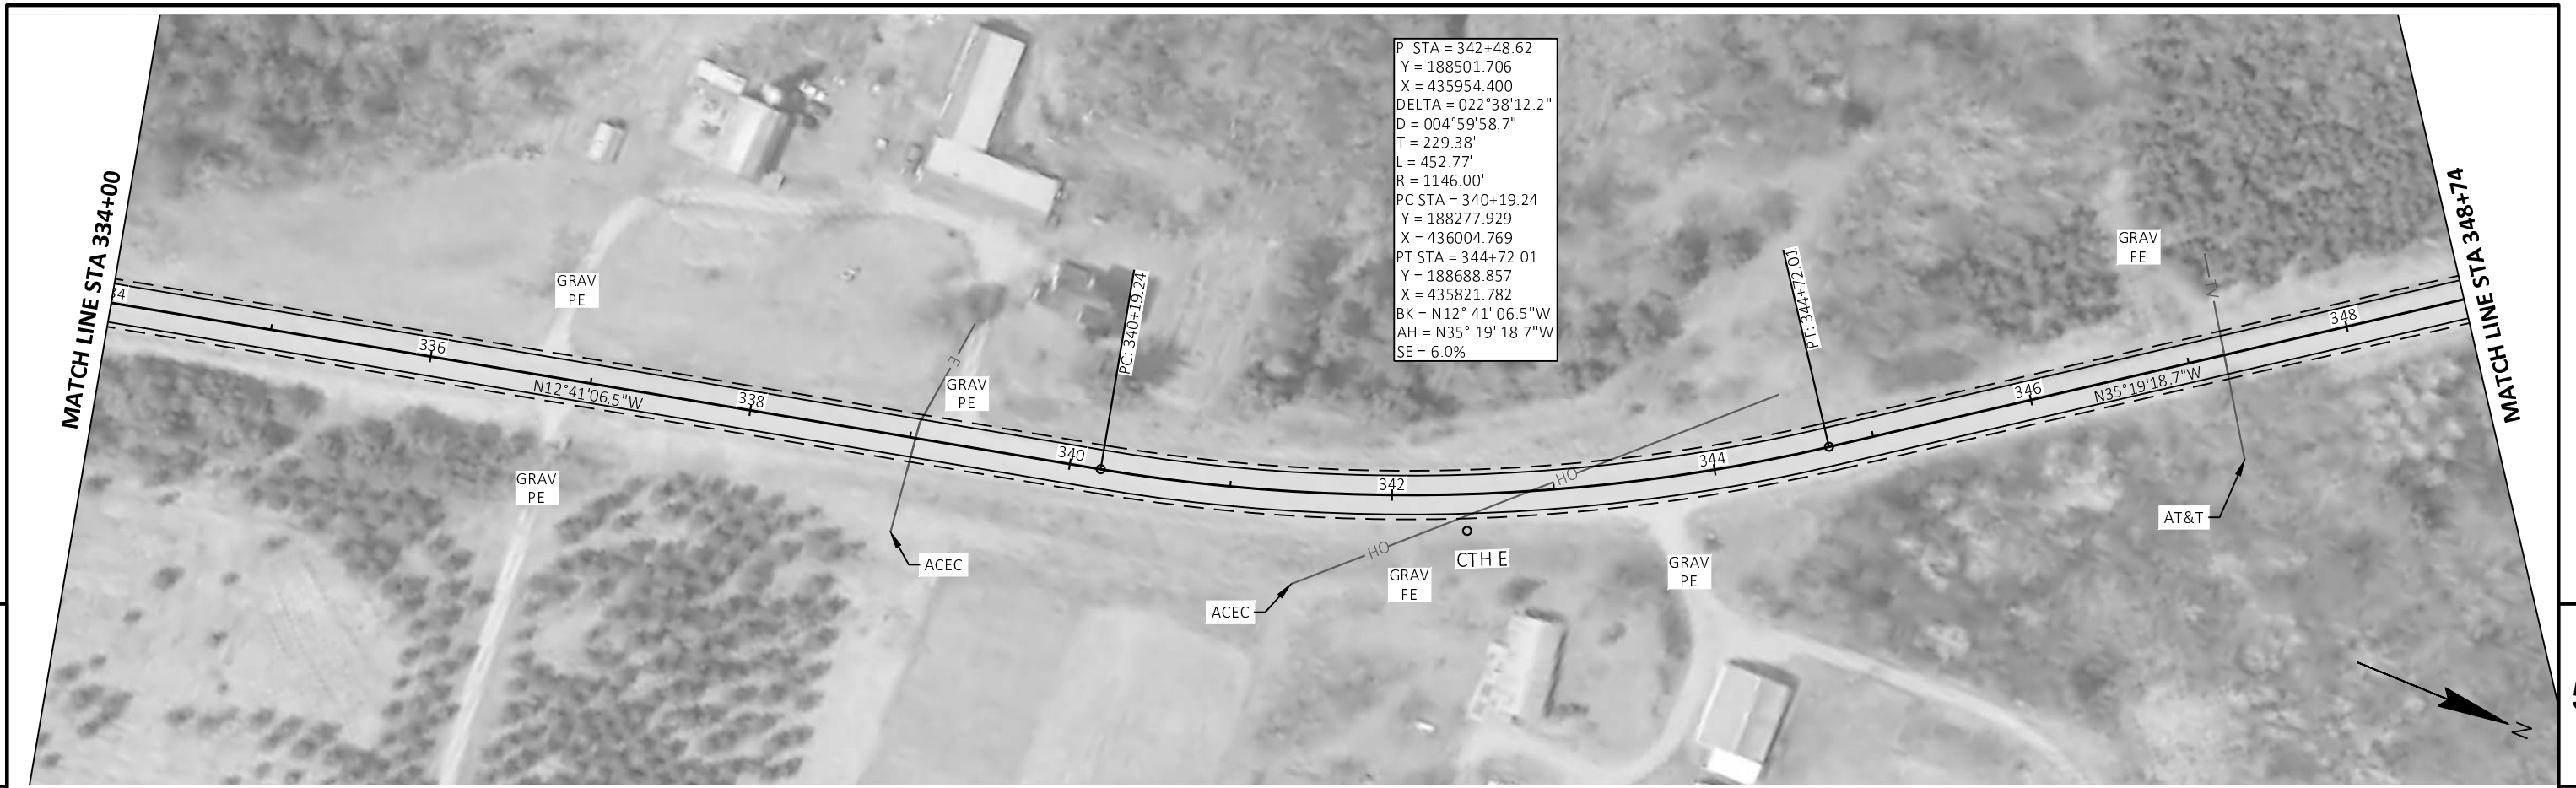 MATCH LINE STA 334+00
34
336
N12°41'06.5"W
338
340
342
344
346
348
N35°19'18.7"W
GRAV
PE
GRAV
PE
E
GRAV
PE
ACEC
PC: 340+19.24
PI STA = 342+48.62
Y = 188501.706
X = 435954.400
DELTA = 022°38'12.2"
D = 004°59'58.7"
T = 229.38'
L = 452.77'
R = 1146.00'
PC STA = 340+19.24
Y = 188277.929
X = 436004.769
PT STA = 344+72.01
Y = 188688.857
X = 435821.782
BK = N12° 41' 06.5"W
AH = N35° 19' 18.7"W
SE = 6.0%
OH
OH
ACEC
GRAV
FE
CTH E
GRAV
PE
PT: 344+72.01
GRAV
FE
TV
AT&T
MATCH LINE STA 348+74
N